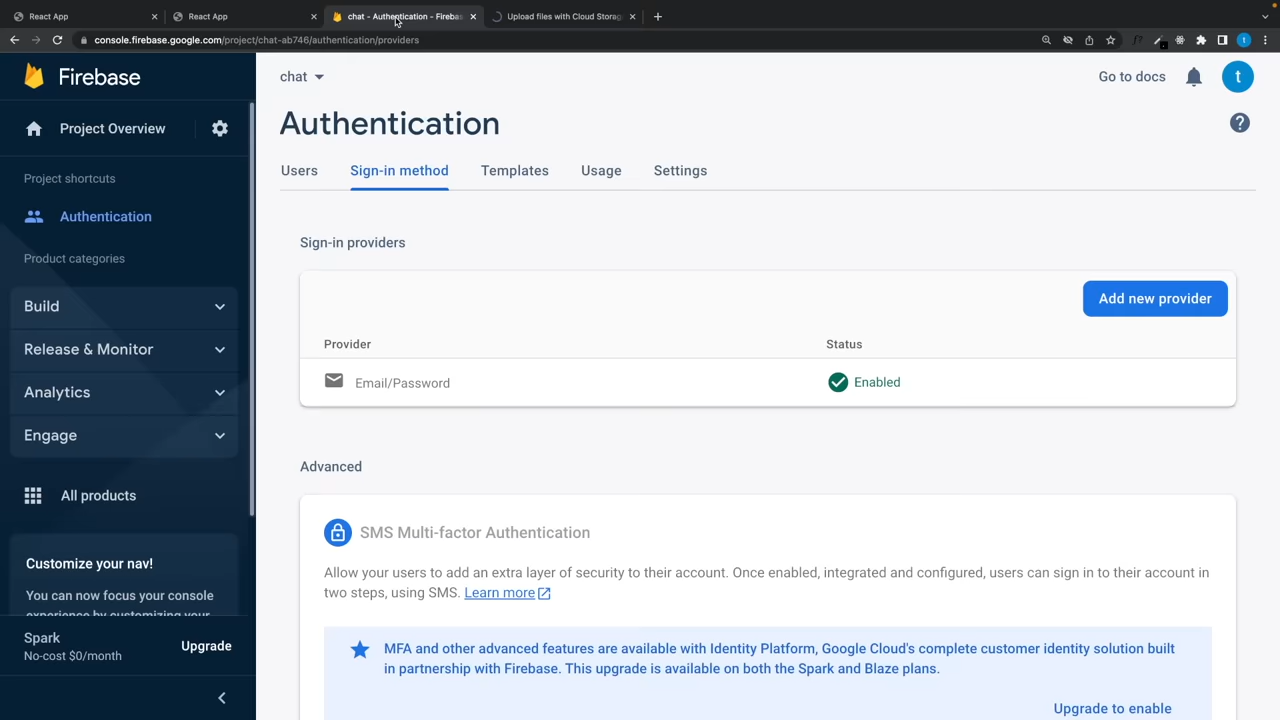 React App
React App
chat - Authentication - Fireba
Upload files with Cloud Storag
console.firebase.google.com/project/chat-ab746/authentication/providers
f?
t
Firebase
chat
Go to docs
t
Project Overview
Authentication
?
Users
Sign-in method
Templates
Usage
Settings
Project shortcuts
Authentication
Product categories
Build
Release & Monitor
Analytics
Engage
All products
Customize your nav!
You can now focus your console
experience by customizing your
Spark
No-cost $0/month
Upgrade
Sign-in providers
Add new provider
Provider
Status
Email/Password
Enabled
Advanced
SMS Multi-factor Authentication
Allow your users to add an extra layer of security to their account. Once enabled, integrated and configured, users can sign in to their account in
two steps, using SMS. Learn more
MFA and other advanced features are available with Identity Platform, Google Cloud's complete customer identity solution built
in partnership with Firebase. This upgrade is available on both the Spark and Blaze plans.
Upgrade to enable